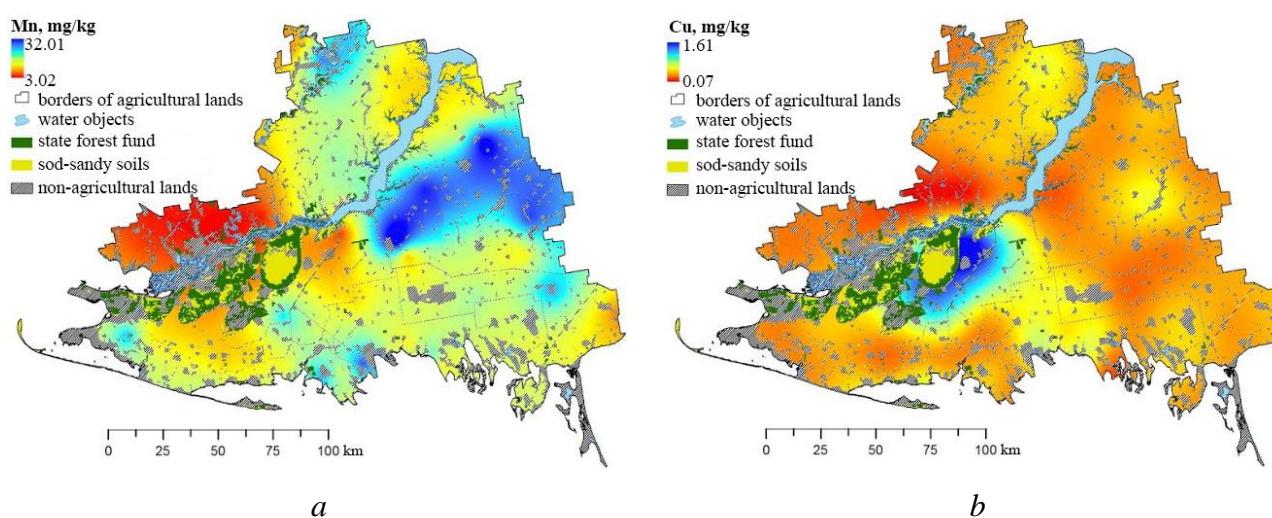 Mn, mg/kg
32.01
3.02
borders of agricultural lands
water objects
state forest fund
sod-sandy soils
non-agricultural lands
0 25 50 75 100 km
a
Cu, mg/kg
1.61
0.07
borders of agricultural lands
water objects
state forest fund
sod-sandy soils
non-agricultural lands
0 25 50 75 100 km
b